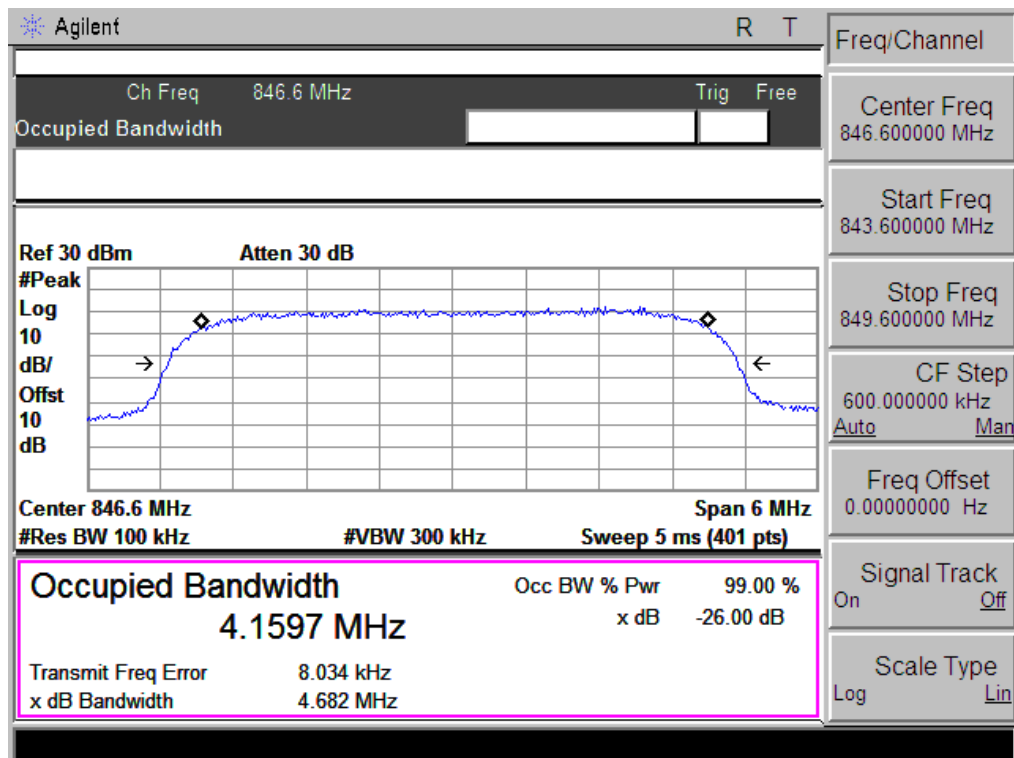 Agilent R T
Ch Freq 846.6 MHz Trig Free
Occupied Bandwidth
Ref 30 dBm Atten 30 dB
#Peak
Log
10
dB/
Offst
10
dB
Center 846.6 MHz Span 6 MHz
#Res BW 100 kHz #VBW 300 kHz Sweep 5 ms (401 pts)
Occupied Bandwidth Occ BW % Pwr 99.00 %
4.1597 MHz x dB -26.00 dB
Transmit Freq Error 8.034 kHz
x dB Bandwidth 4.682 MHz
Freq/Channel
Center Freq
846.600000 MHz
Start Freq
843.600000 MHz
Stop Freq
849.600000 MHz
CF Step
600.000000 kHz
Auto Man
Freq Offset
0.00000000 Hz
Signal Track
On Off
Scale Type
Log Lin